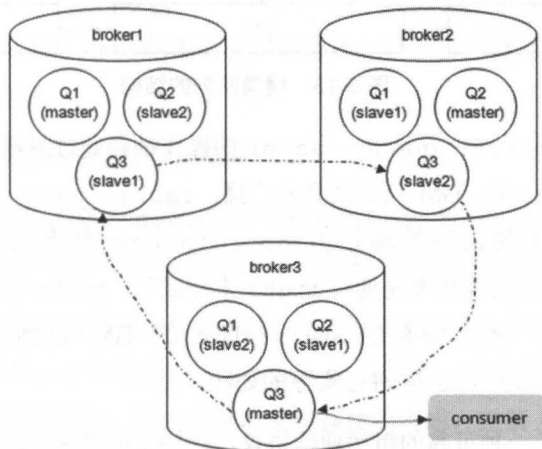 broker1
Q1
(master)
Q2
(slave2)
Q3
(slave1)
broker2
Q1
(slave1)
Q2
(master)
Q3
(slave2)
broker3
Q1
(slave2)
Q2
(slave1)
Q3
(master)
consumer